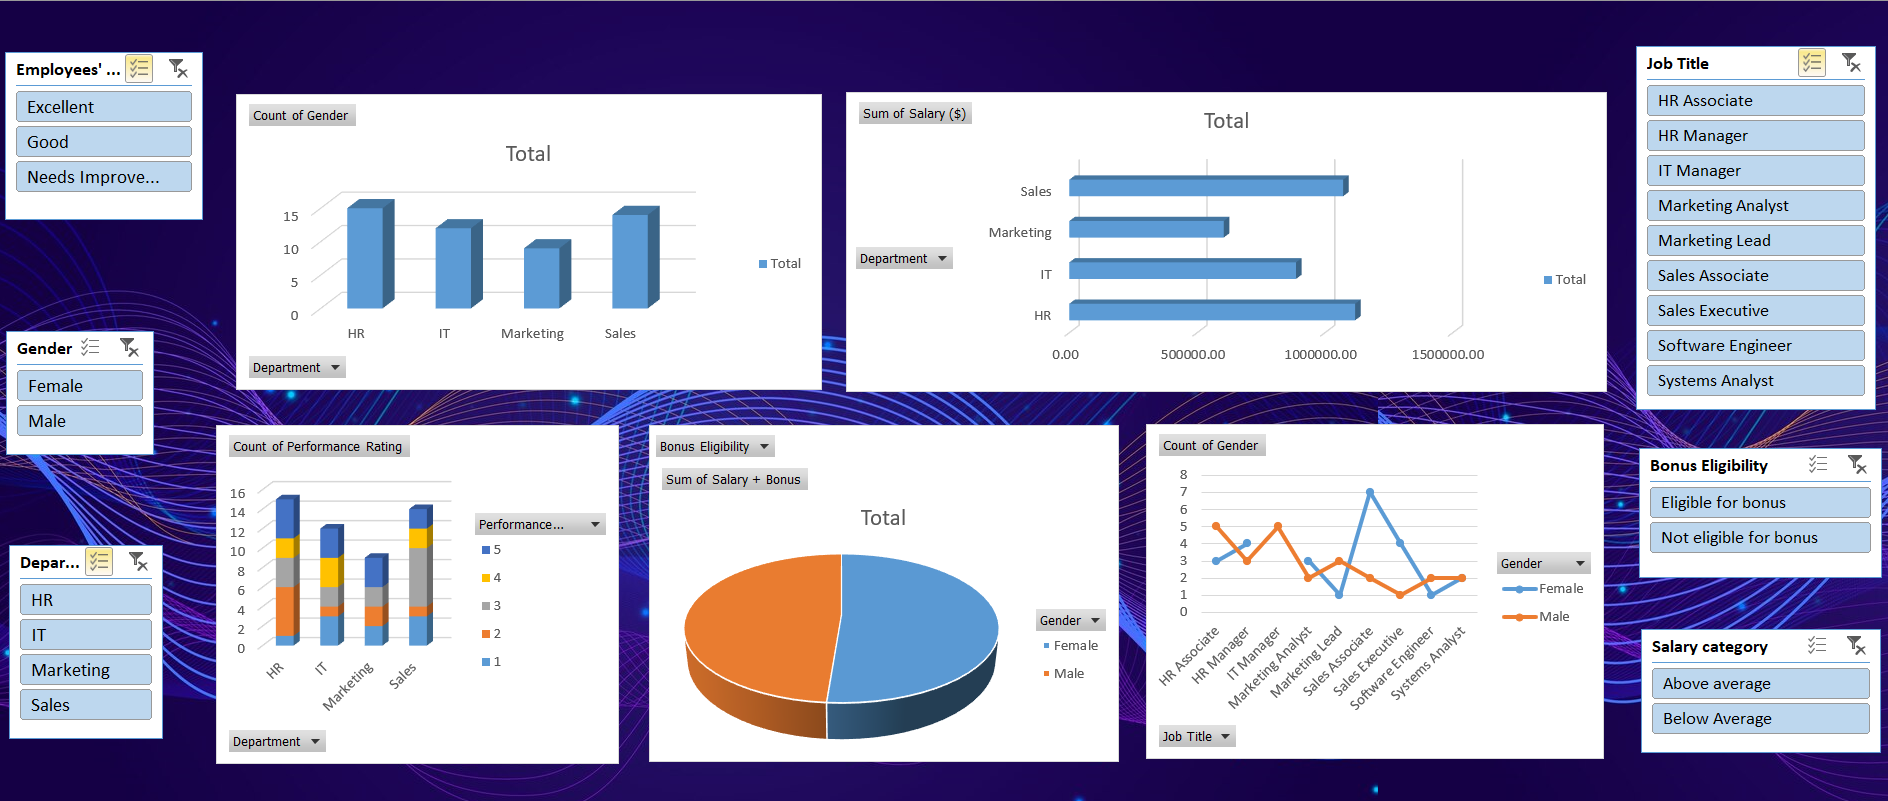 Employees' ...
Excellent
Good
Needs Improve...
Gender
Female
Male
Depar...
HR
IT
Marketing
Sales
Count of Gender
Total
15
10
5
0
HR
IT
Marketing
Sales
Total
Department
Sum of Salary ($)
Total
Sales
Marketing
IT
HR
Department
0.00
500000.00
1000000.00
1500000.00
Total
Count of Performance Rating
16
14
12
10
8
6
4
2
0
HR
IT
Marketing
Sales
Performance...
5
4
3
2
1
Department
Bonus Eligibility
Sum of Salary + Bonus
Total
Gender
Female
Male
Count of Gender
8
7
6
5
4
3
2
1
0
HR Associate
HR Manager
IT Manager
Marketing Analyst
Marketing Lead
Sales Associate
Sales Executive
Software Engineer
Systems Analyst
Gender
Female
Male
Job Title
Job Title
HR Associate
HR Manager
IT Manager
Marketing Analyst
Marketing Lead
Sales Associate
Sales Executive
Software Engineer
Systems Analyst
Bonus Eligibility
Eligible for bonus
Not eligible for bonus
Salary category
Above average
Below Average